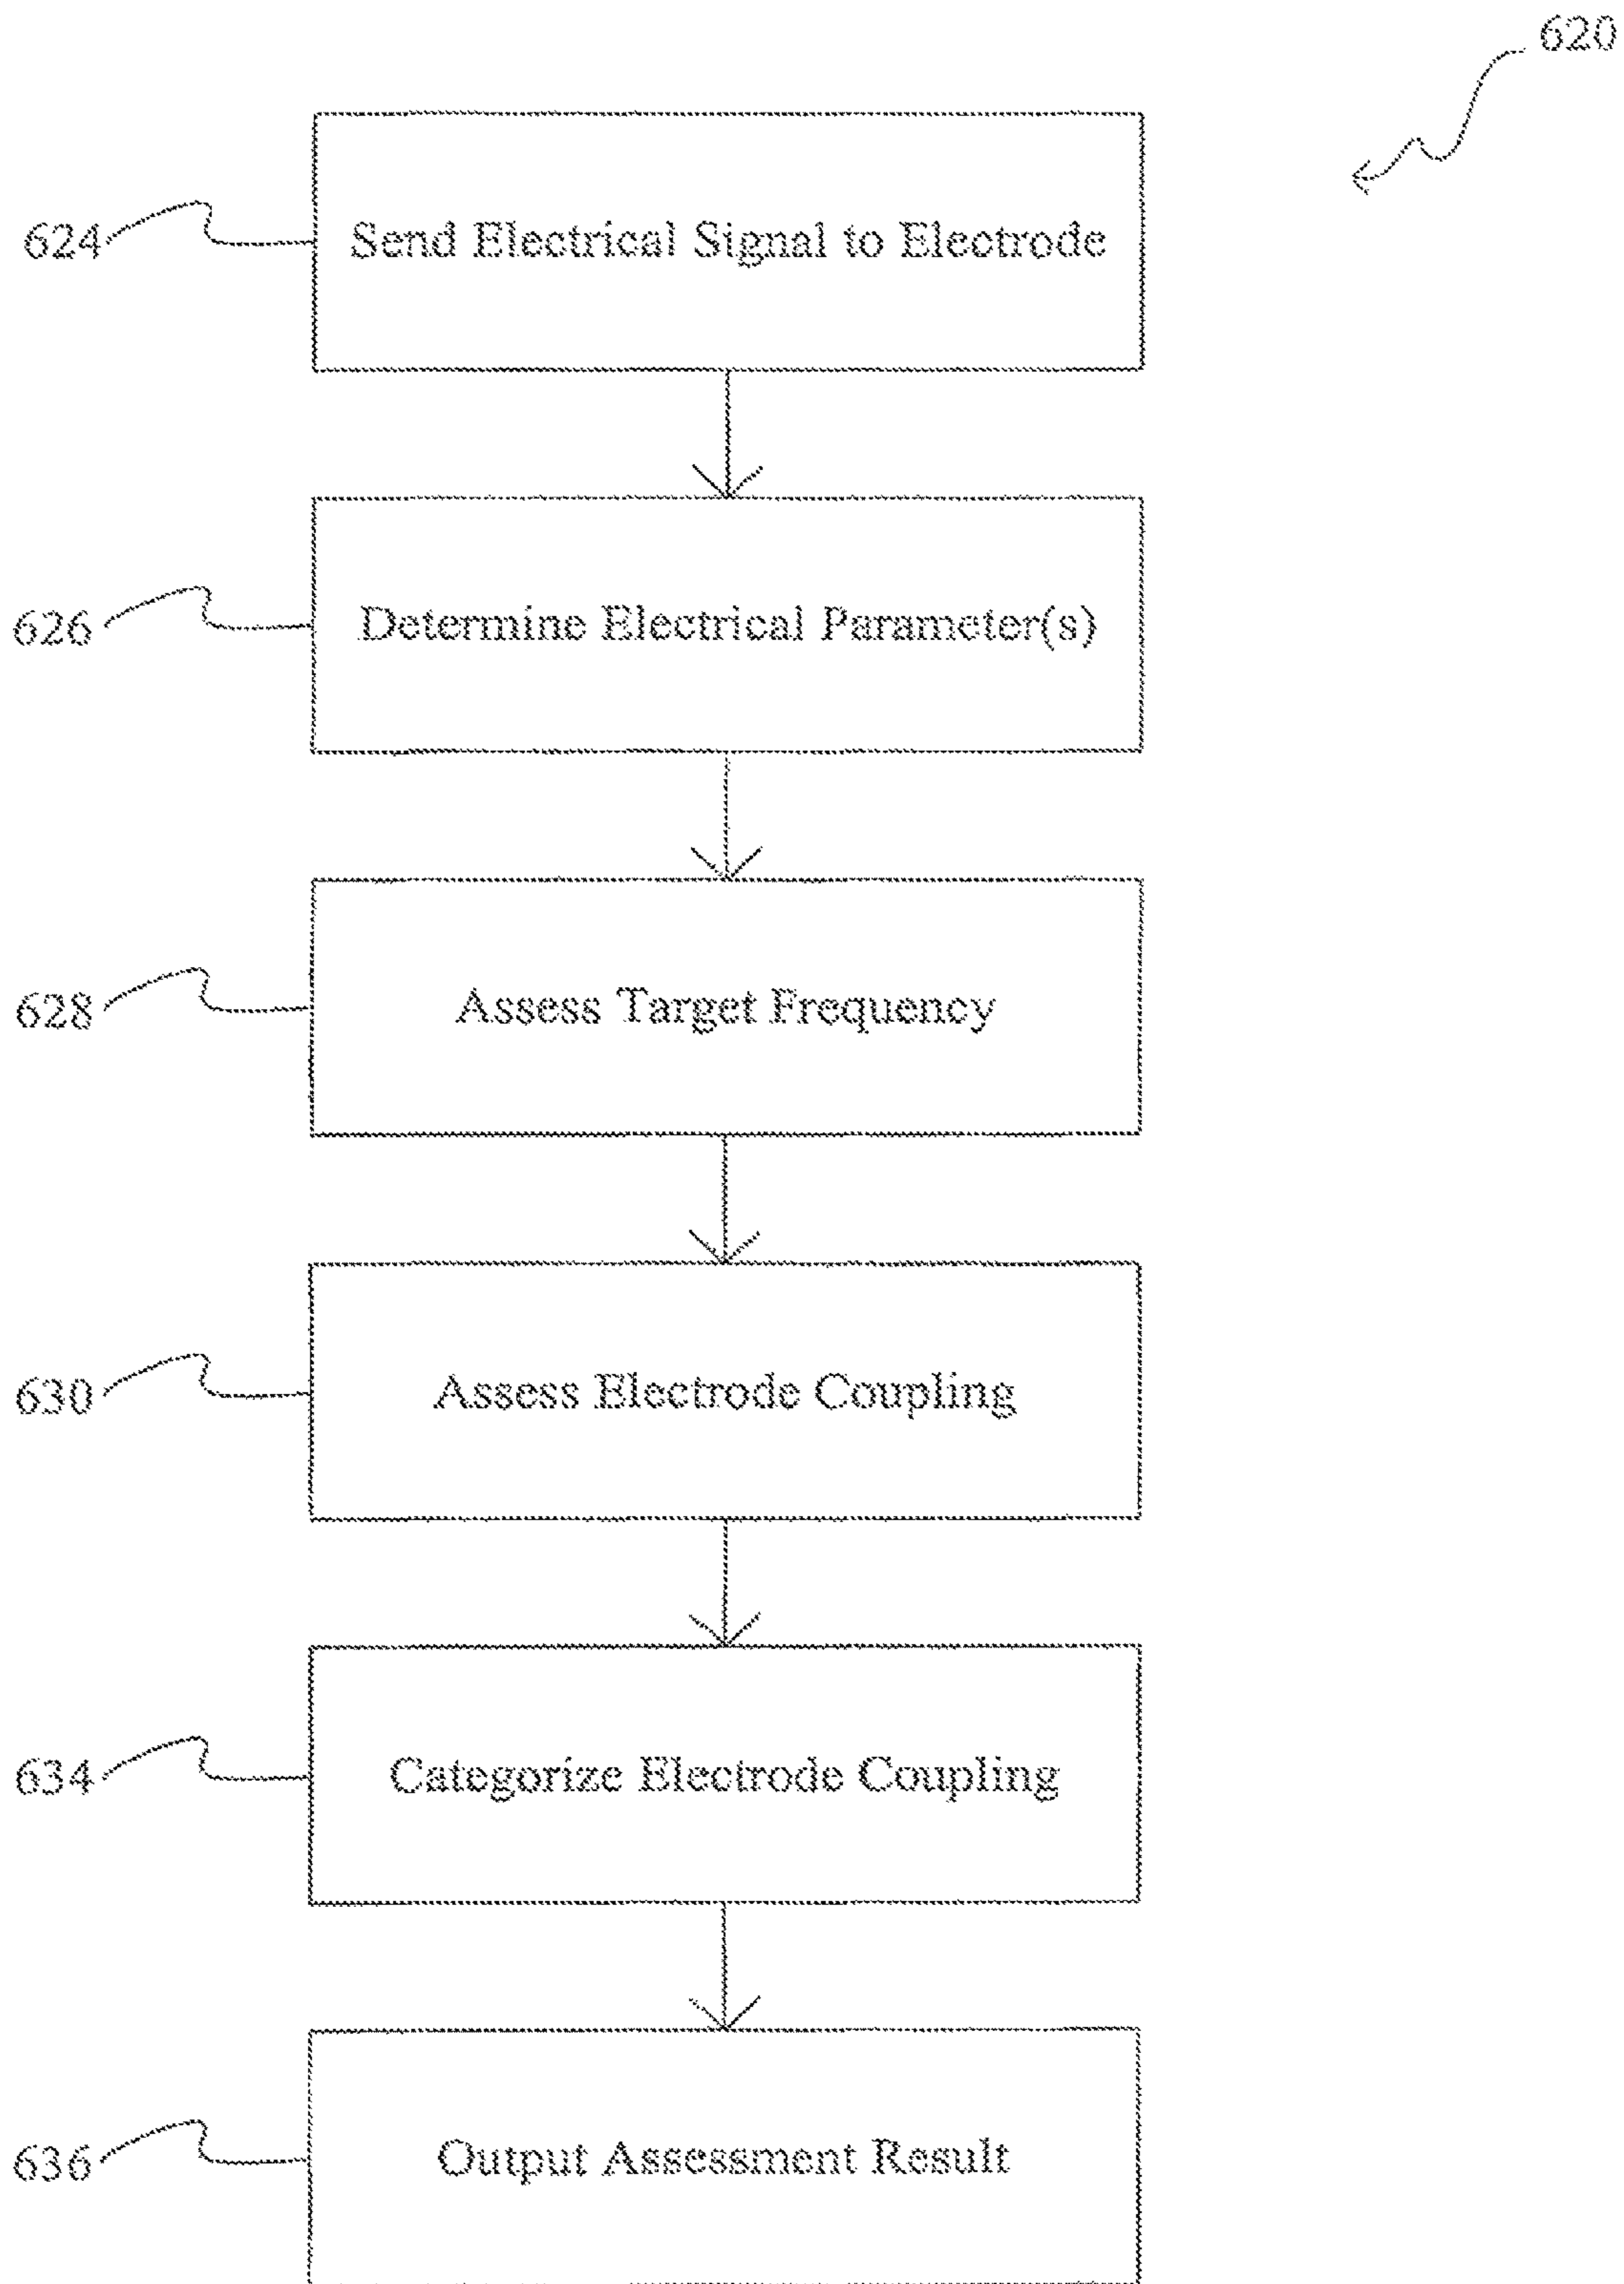 620
624
Send Electrical Signal to Electrode
626
Determine Electrical Parameter(s)
628
Assess Target Frequency
630
Assess Electrode Coupling
634
Categorize Electrode Coupling
636
Output Assessment Result